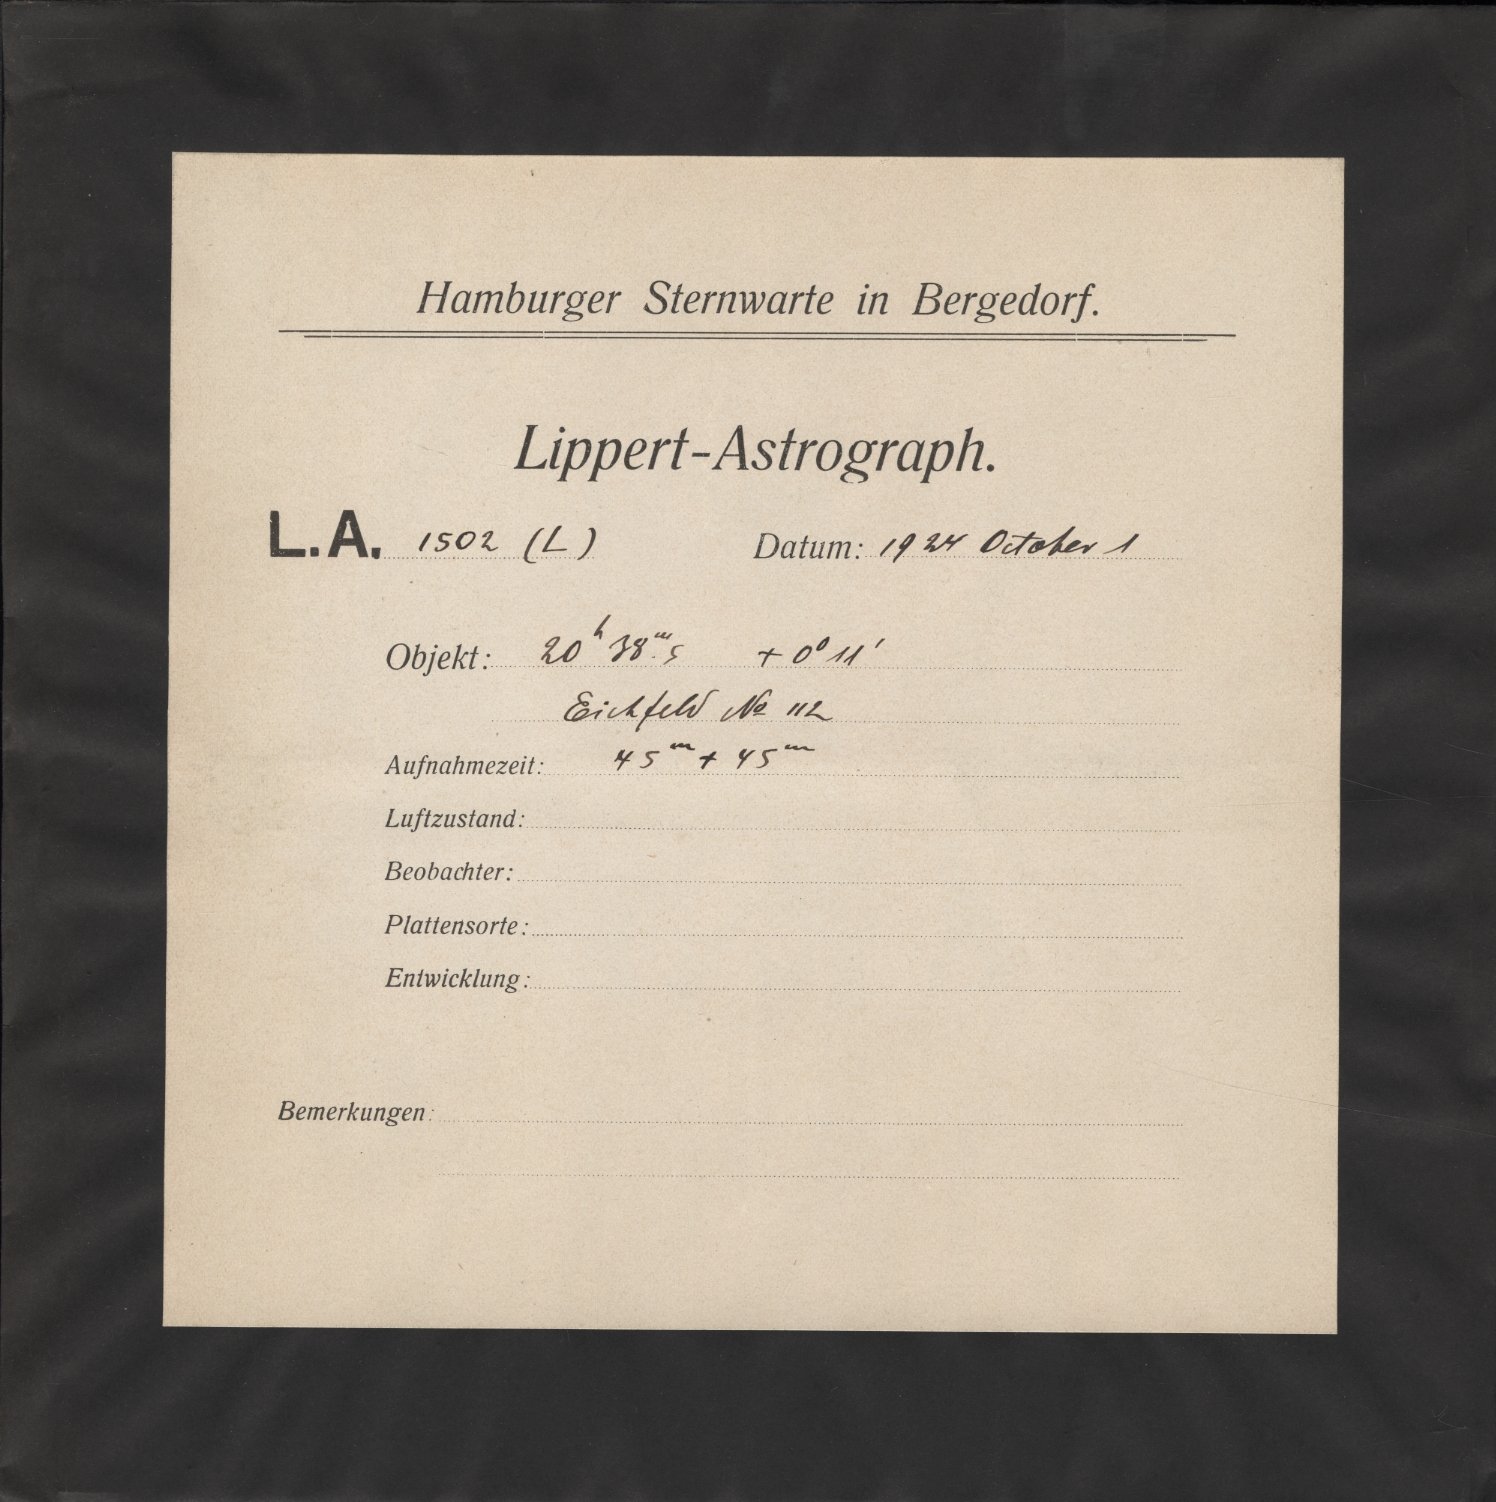 Hamburger Sternwarte in Bergedorf.
Lippert-Astrograph.
L.A. 1502 (L) Datum: 1924 October 1
Objekt: 20ʰ 38ᵐ.5 + 0° 11'
Eichfeld № 112
Aufnahmezeit: 45ᵐ + 45ᵐ
Luftzustand:
Beobachter:
Plattensorte:
Entwicklung:
Bemerkungen: